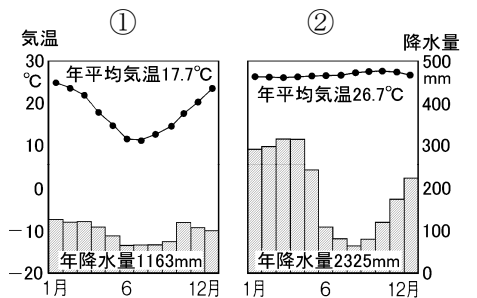 ① ②
気温 降水量
30 500
℃ mm
年平均気温17.7℃
20 年平均気温26.7℃ 400
10 300
0 200
－10 100
年降水量1163mm 年降水量2325mm
－20 0
1月 6 12月 1月 6 12月